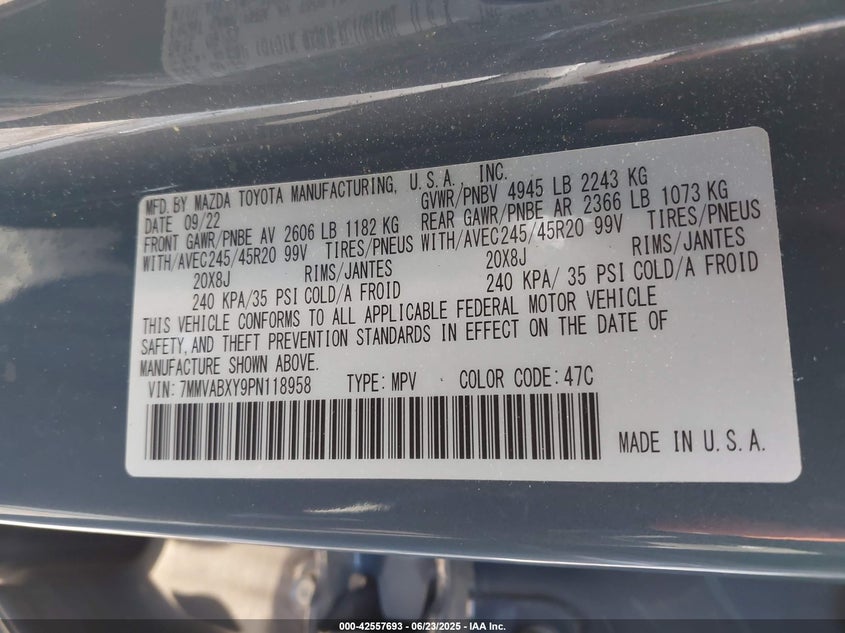 MFD. BY MAZDA TOYOTA MANUFACTURING, U.S.A. INC.
DATE 09/22 GVWR/PNBV 4945 LB 2243 KG
FRONT GAWR/PNBE AV 2606 LB 1182 KG REAR GAWR/PNBE AR 2366 LB 1073 KG
WITH/AVEC245/45R20 99V TIRES/PNEUS WITH/AVEC245/45R20 99V TIRES/PNEUS
20X8J RIMS/JANTES 20X8J RIMS/JANTES
240 KPA/35 PSI COLD/A FROID 240 KPA/ 35 PSI COLD/A FROID
THIS VEHICLE CONFORMS TO ALL APPLICABLE FEDERAL MOTOR VEHICLE
SAFETY,AND THEFT PREVENTION STANDARDS IN EFFECT ON THE DATE OF
MANUFACTURE SHOWN ABOVE.
VIN: 7MMVABXY9PN118958 TYPE: MPV COLOR CODE: 47C
MADE IN U.S.A.
000-42557693 - 06/23/2025 - IAA Inc.